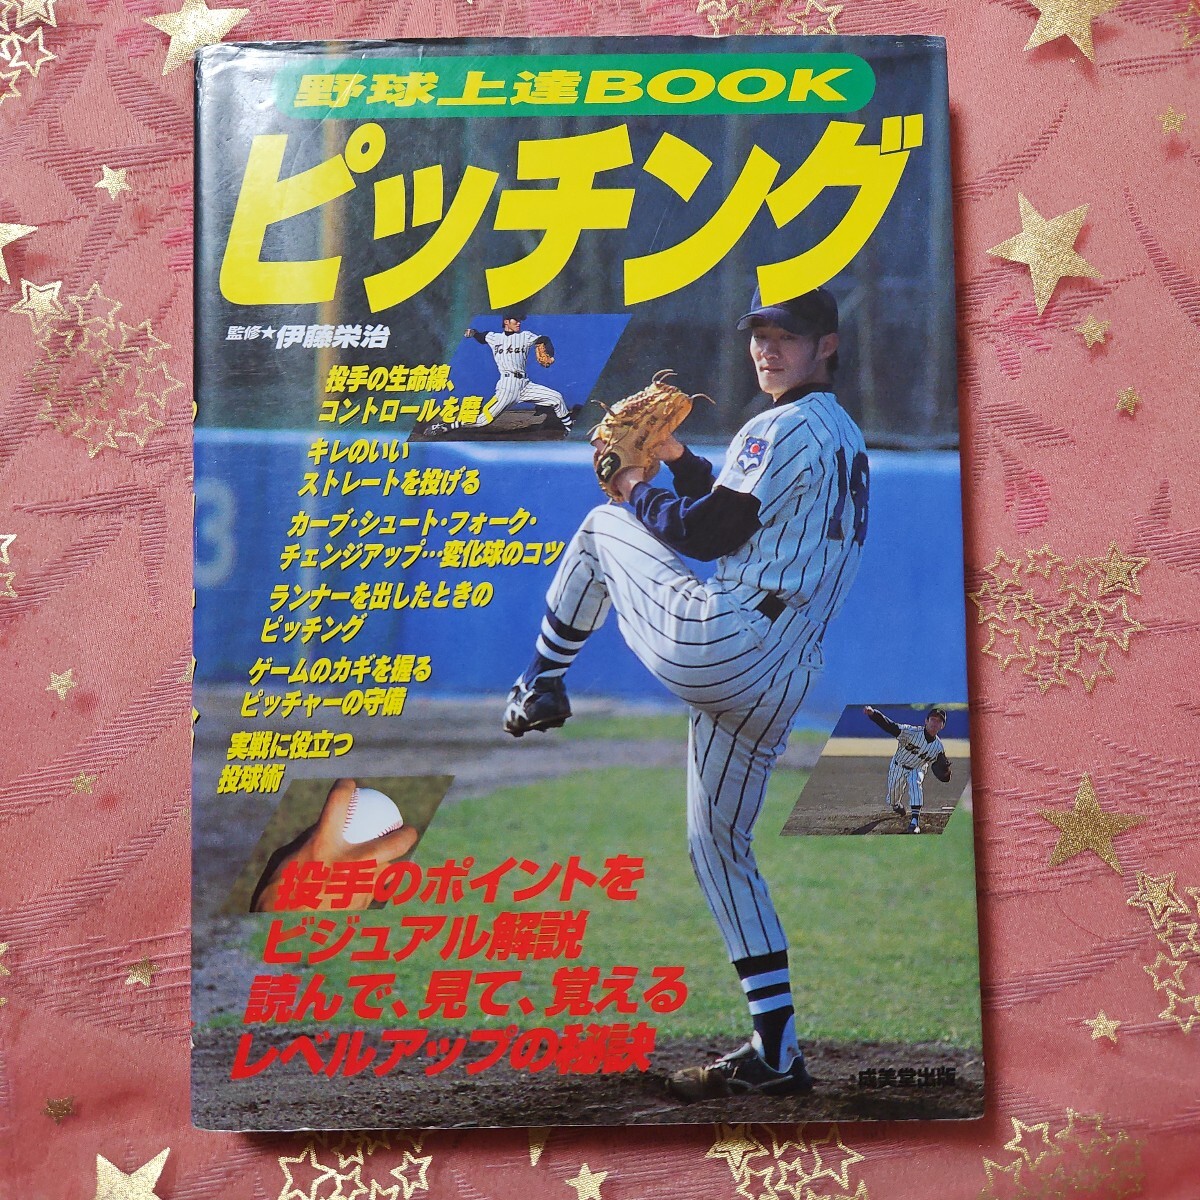 野球上達BOOK
ピッチング
監修★伊藤栄治
投手の生命線、
コントロールを磨く
キレのいい
ストレートを投げる
カーブ・シュート・フォーク・
チェンジアップ…変化球のコツ
ランナーを出したときの
ピッチング
ゲームのカギを握る
ピッチャーの守備
実戦に役立つ
投球術
投手のポイントを
ビジュアル解説
読んで、見て、覚える
レベルアップの秘訣
成美堂出版
Tokai
18
3